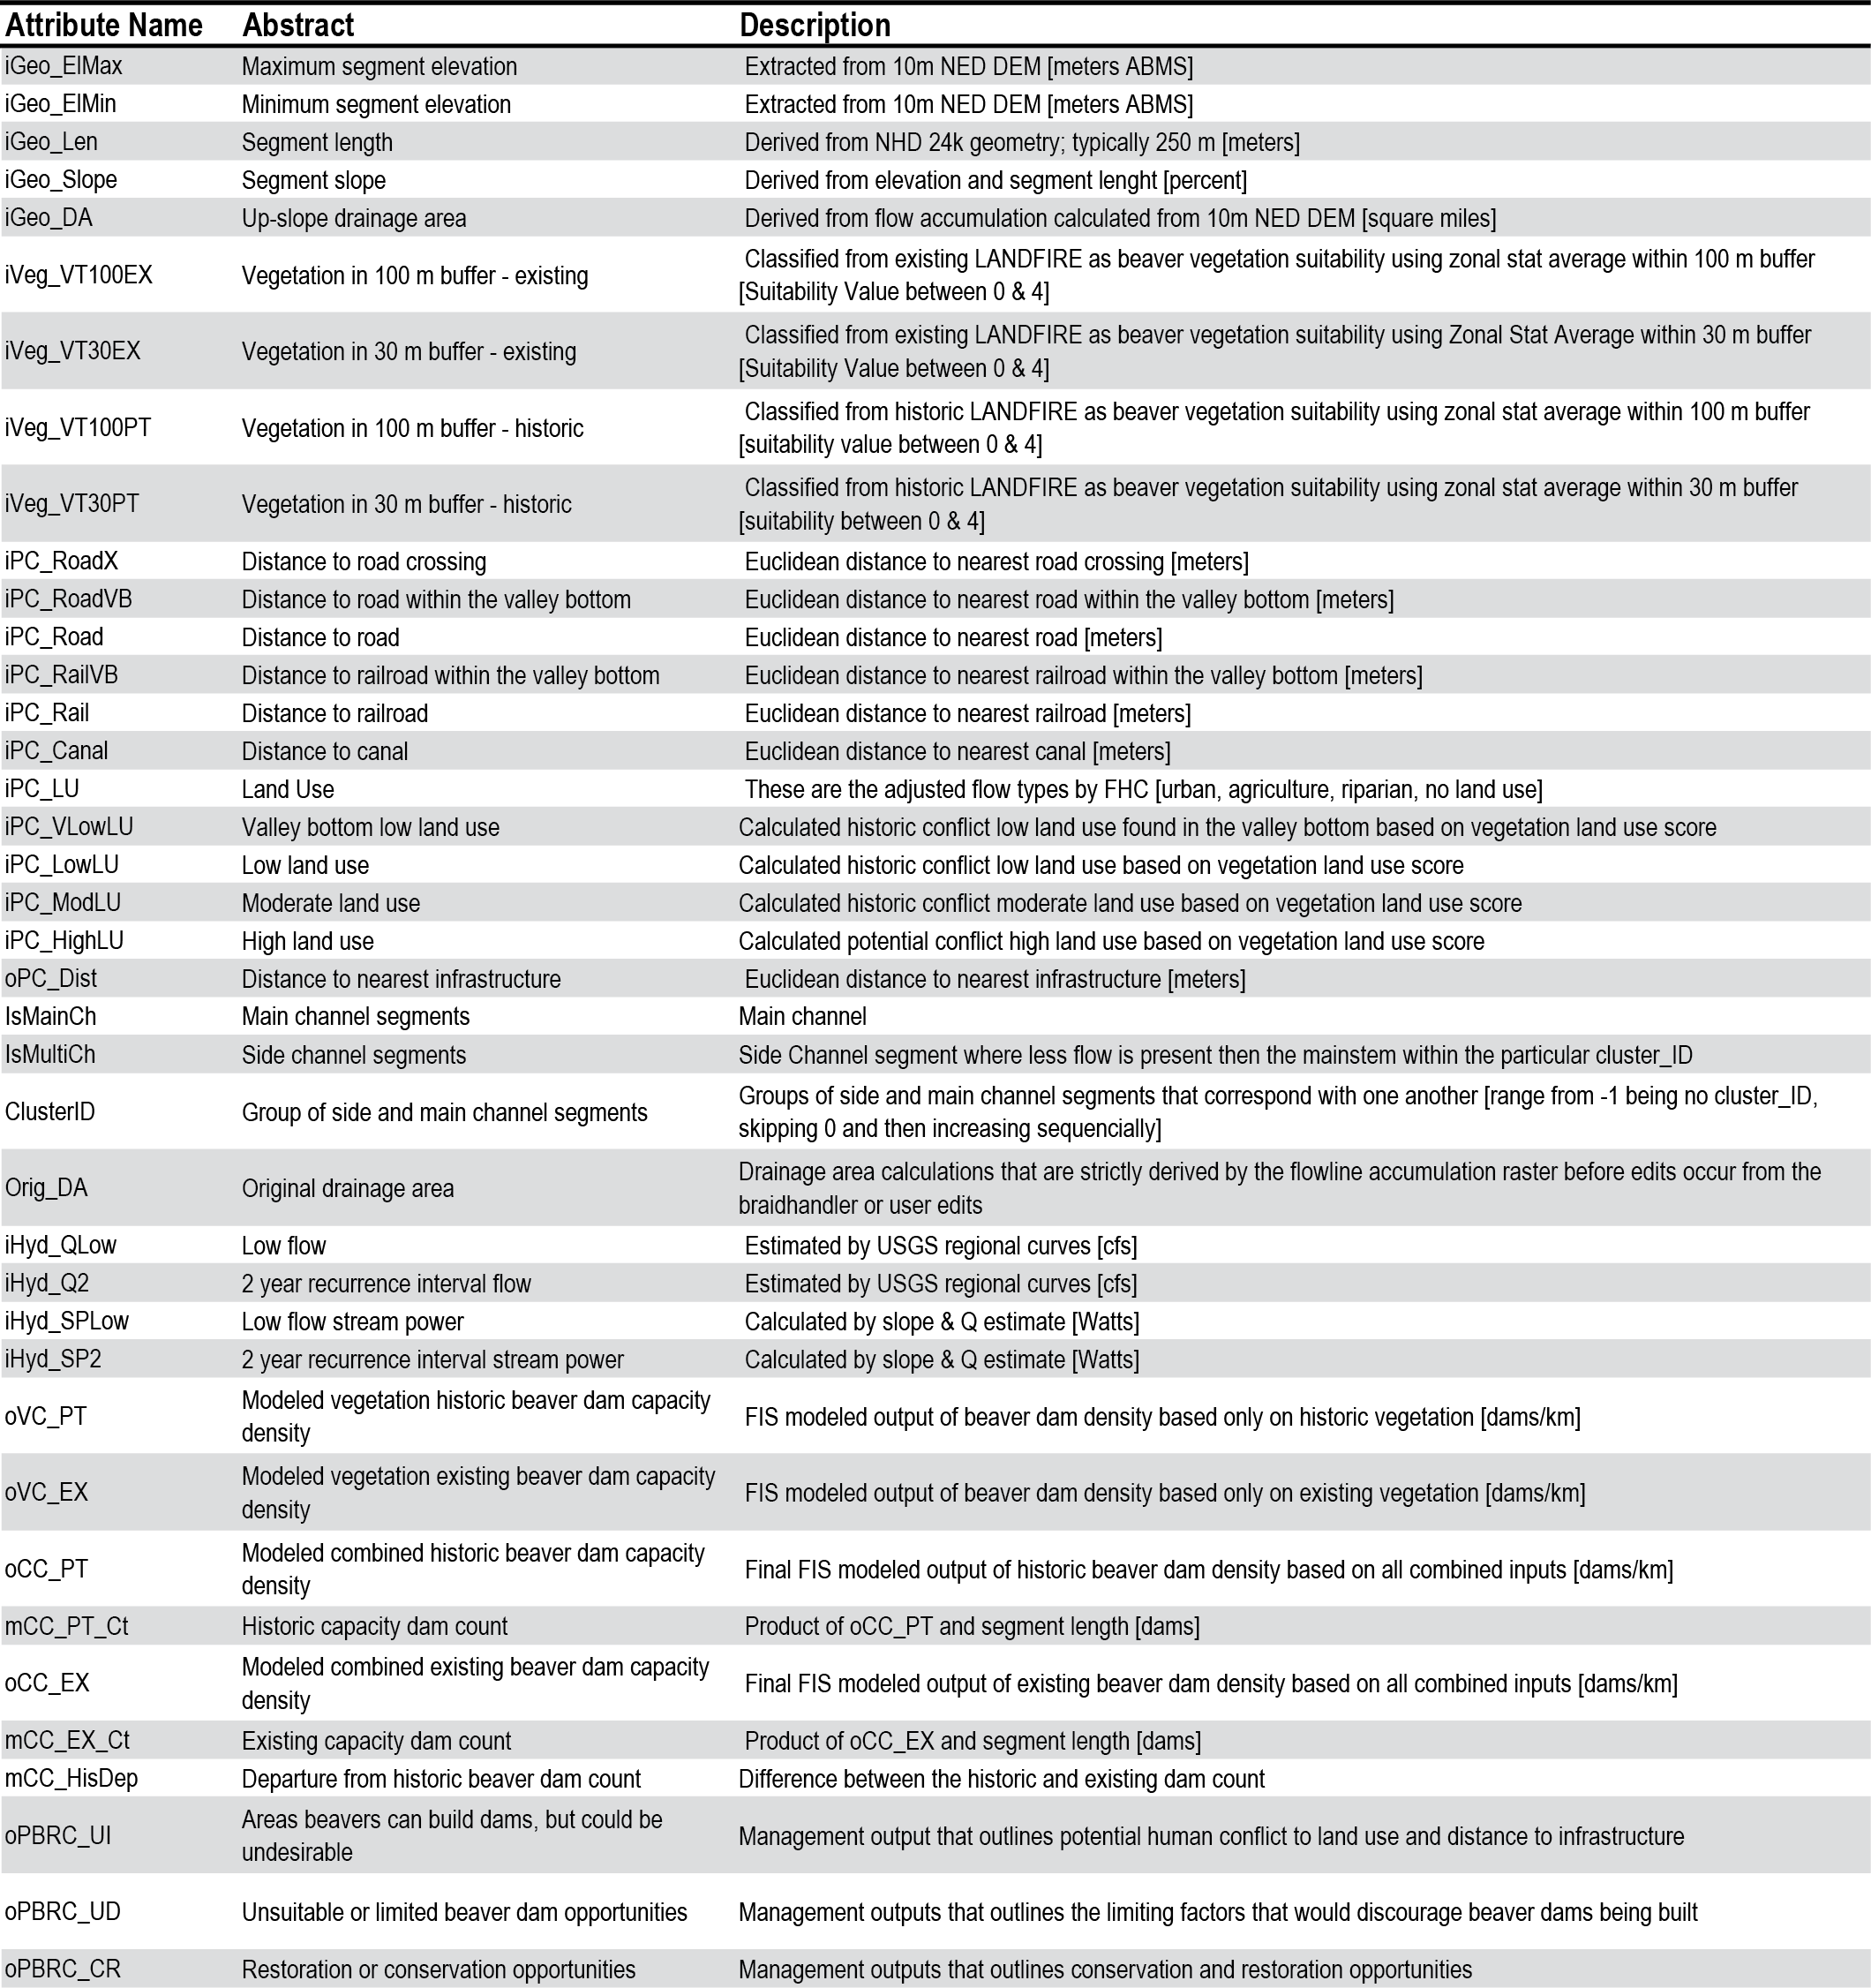 Attribute Name Abstract Description
iGeo_ElMax Maximum segment elevation Extracted from 10m NED DEM [meters ABMS]
iGeo_ElMin Minimum segment elevation Extracted from 10m NED DEM [meters ABMS]
iGeo_Len Segment length Derived from NHD 24k geometry; typically 250 m [meters]
iGeo_Slope Segment slope Derived from elevation and segment lenght [percent]
iGeo_DA Up-slope drainage area Derived from flow accumulation calculated from 10m NED DEM [square miles]
iVeg_VT100EX Vegetation in 100 m buffer - existing Classified from existing LANDFIRE as beaver vegetation suitability using zonal stat average within 100 m buffer
[Suitability Value between 0 & 4]
iVeg_VT30EX Vegetation in 30 m buffer - existing Classified from existing LANDFIRE as beaver vegetation suitability using Zonal Stat Average within 30 m buffer
[Suitability Value between 0 & 4]
iVeg_VT100PT Vegetation in 100 m buffer - historic Classified from historic LANDFIRE as beaver vegetation suitability using zonal stat average within 100 m buffer
[suitability value between 0 & 4]
iVeg_VT30PT Vegetation in 30 m buffer - historic Classified from historic LANDFIRE as beaver vegetation suitability using zonal stat average within 30 m buffer
[suitability between 0 & 4]
iPC_RoadX Distance to road crossing Euclidean distance to nearest road crossing [meters]
iPC_RoadVB Distance to road within the valley bottom Euclidean distance to nearest road within the valley bottom [meters]
iPC_Road Distance to road Euclidean distance to nearest road [meters]
iPC_RailVB Distance to railroad within the valley bottom Euclidean distance to nearest railroad within the valley bottom [meters]
iPC_Rail Distance to railroad Euclidean distance to nearest railroad [meters]
iPC_Canal Distance to canal Euclidean distance to nearest canal [meters]
iPC_LU Land Use These are the adjusted flow types by FHC [urban, agriculture, riparian, no land use]
iPC_VLowLU Valley bottom low land use Calculated historic conflict low land use found in the valley bottom based on vegetation land use score
iPC_LowLU Low land use Calculated historic conflict low land use based on vegetation land use score
iPC_ModLU Moderate land use Calculated historic conflict moderate land use based on vegetation land use score
iPC_HighLU High land use Calculated potential conflict high land use based on vegetation land use score
oPC_Dist Distance to nearest infrastructure Euclidean distance to nearest infrastructure [meters]
IsMainCh Main channel segments Main channel
IsMultiCh Side channel segments Side Channel segment where less flow is present then the mainstem within the particular cluster_ID
ClusterID Group of side and main channel segments Groups of side and main channel segments that correspond with one another [range from -1 being no cluster_ID,
skipping 0 and then increasing sequencially]
Orig_DA Original drainage area Drainage area calculations that are strictly derived by the flowline accumulation raster before edits occur from the
braidhandler or user edits
iHyd_QLow Low flow Estimated by USGS regional curves [cfs]
iHyd_Q2 2 year recurrence interval flow Estimated by USGS regional curves [cfs]
iHyd_SPLow Low flow stream power Calculated by slope & Q estimate [Watts]
iHyd_SP2 2 year recurrence interval stream power Calculated by slope & Q estimate [Watts]
oVC_PT Modeled vegetation historic beaver dam capacity
density FIS modeled output of beaver dam density based only on historic vegetation [dams/km]
oVC_EX Modeled vegetation existing beaver dam capacity
density FIS modeled output of beaver dam density based only on existing vegetation [dams/km]
oCC_PT Modeled combined historic beaver dam capacity
density Final FIS modeled output of historic beaver dam density based on all combined inputs [dams/km]
mCC_PT_Ct Historic capacity dam count Product of oCC_PT and segment length [dams]
oCC_EX Modeled combined existing beaver dam capacity
density Final FIS modeled output of existing beaver dam density based on all combined inputs [dams/km]
mCC_EX_Ct Existing capacity dam count Product of oCC_EX and segment length [dams]
mCC_HisDep Departure from historic beaver dam count Difference between the historic and existing dam count
oPBRC_UI Areas beavers can build dams, but could be
undesirable Management output that outlines potential human conflict to land use and distance to infrastructure
oPBRC_UD Unsuitable or limited beaver dam opportunities Management outputs that outlines the limiting factors that would discourage beaver dams being built
oPBRC_CR Restoration or conservation opportunities Management outputs that outlines conservation and restoration opportunities